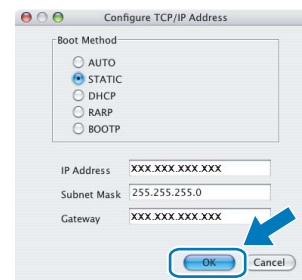 Configure TCP/IP Address
Boot Method
AUTO
STATIC
DHCP
RARP
BOOTP
IP Address XXX.XXX.XXX.XXX
Subnet Mask 255.255.255.0
Gateway XXX.XXX.XXX.XXX
OK Cancel